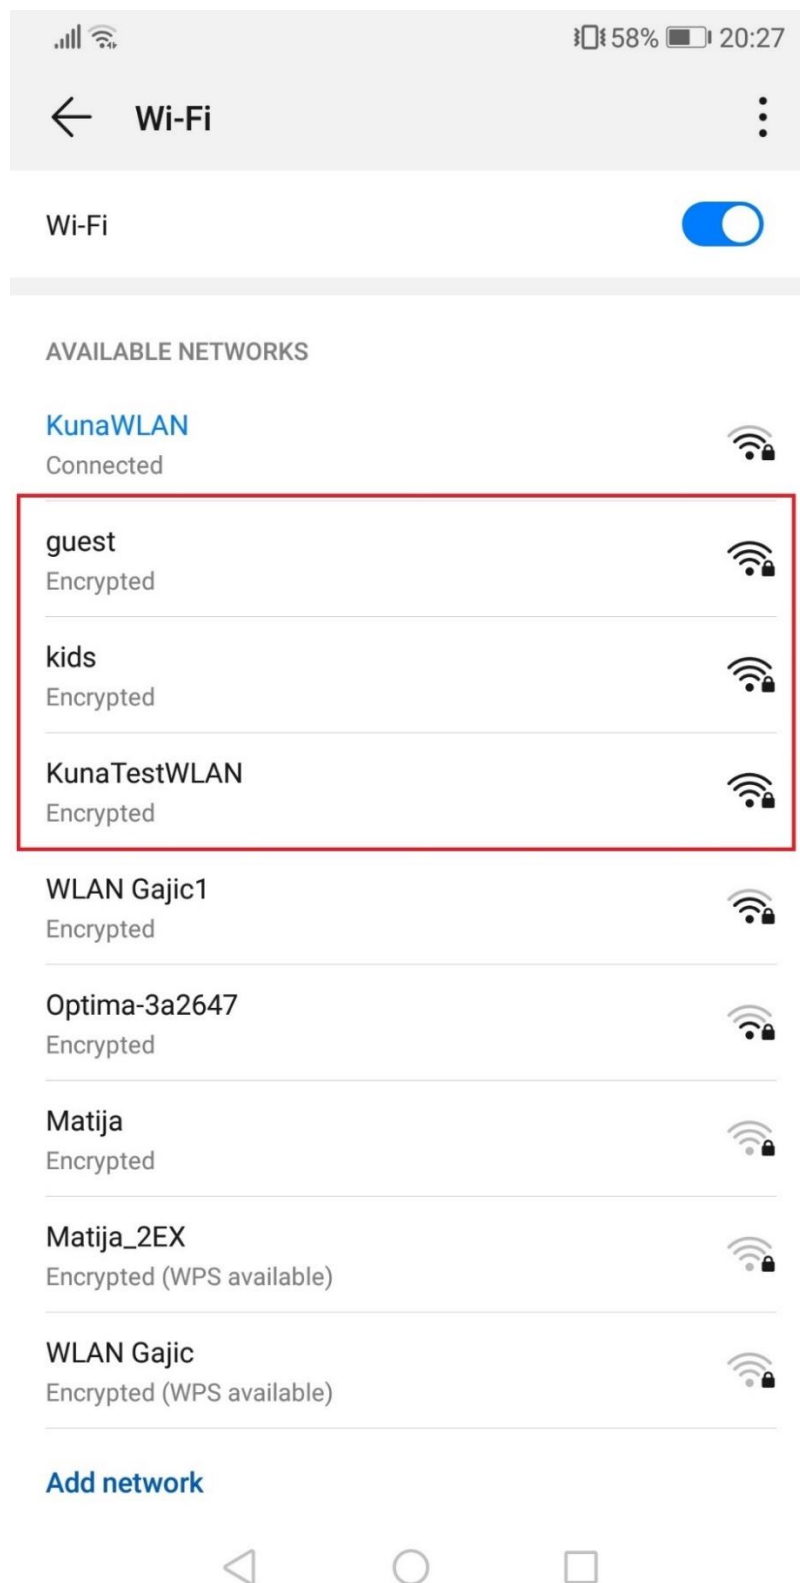 58% 20:27
Wi-Fi
Wi-Fi
AVAILABLE NETWORKS
KunaWLAN
Connected
guest
Encrypted
kids
Encrypted
KunaTestWLAN
Encrypted
WLAN Gajic1
Encrypted
Optima-3a2647
Encrypted
Matija
Encrypted
Matija_2EX
Encrypted (WPS available)
WLAN Gajic
Encrypted (WPS available)
Add network